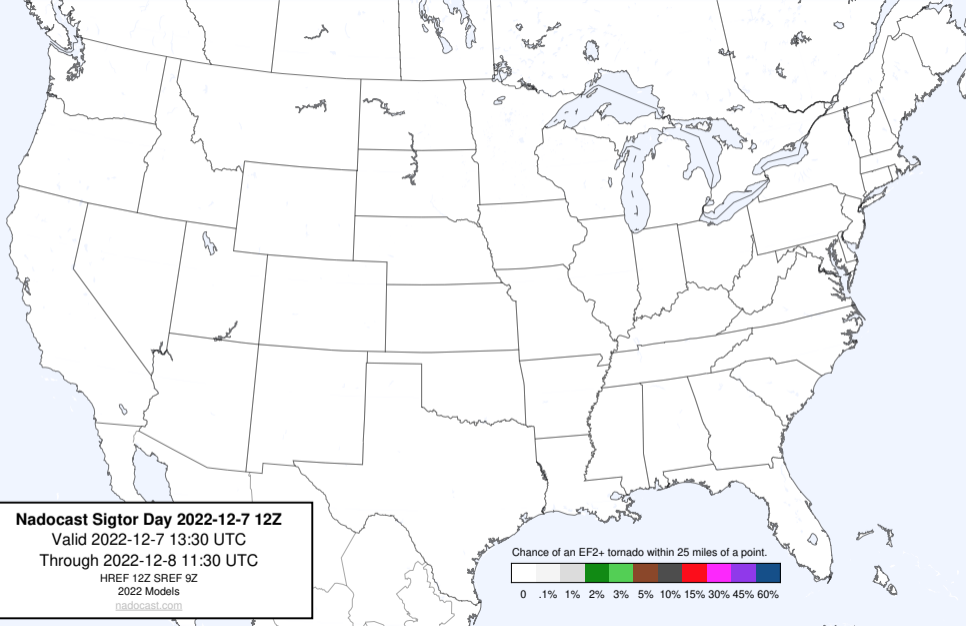 Nadocast Sigtor Day 2022-12-7 12Z
Valid 2022-12-7 13:30 UTC
Through 2022-12-8 11:30 UTC
HREF 12Z SREF 9Z
2022 Models
nadocast.com
Chance of an EF2+ tornado within 25 miles of a point.
0 .1% 1% 2% 3% 5% 10% 15% 30% 45% 60%